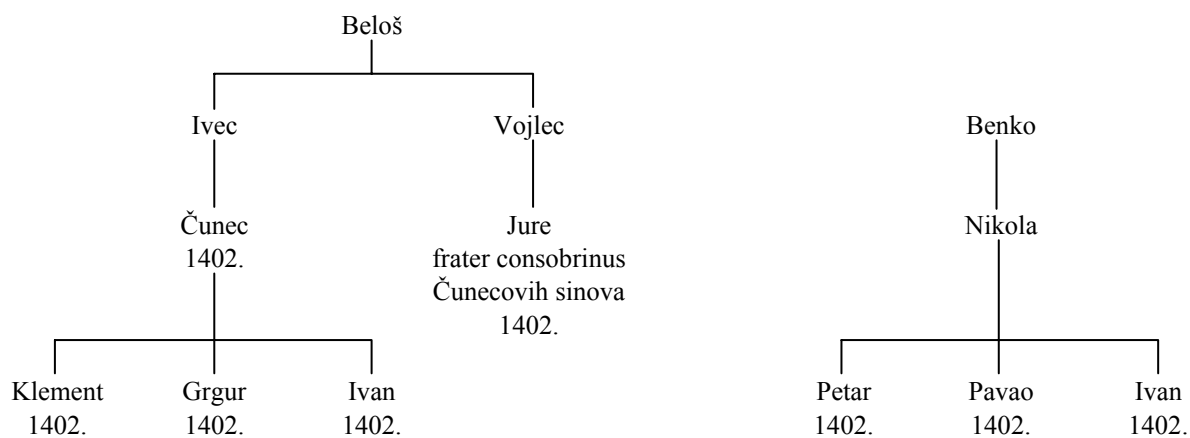 Beloš
Ivec Vojlec Benko
Čunec Jure Nikola
1402. frater consobrinus
Čunecovih sinova
1402.
Klement Grgur Ivan Petar Pavao Ivan
1402. 1402. 1402. 1402. 1402. 1402.